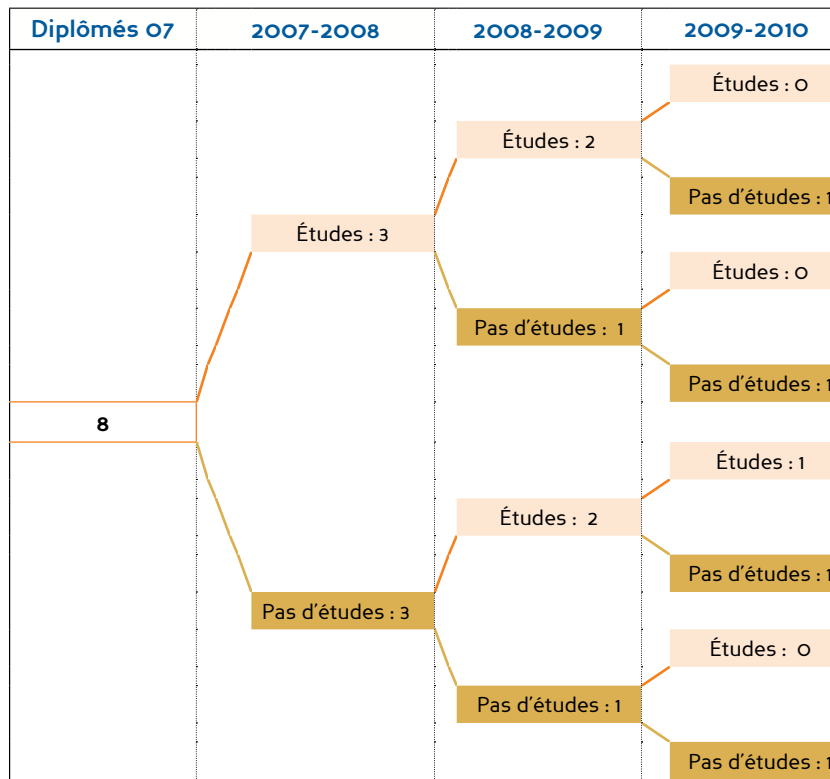 Diplômés 07 2007-2008 2008-2009 2009-2010
Études : 0
Études : 2
Pas d'études : 1
Études : 3
Études : 0
Pas d'études : 1
Pas d'études : 1
8
Études : 1
Études : 2
Pas d'études : 1
Pas d'études : 3
Études : 0
Pas d'études : 1
Pas d'études : 1